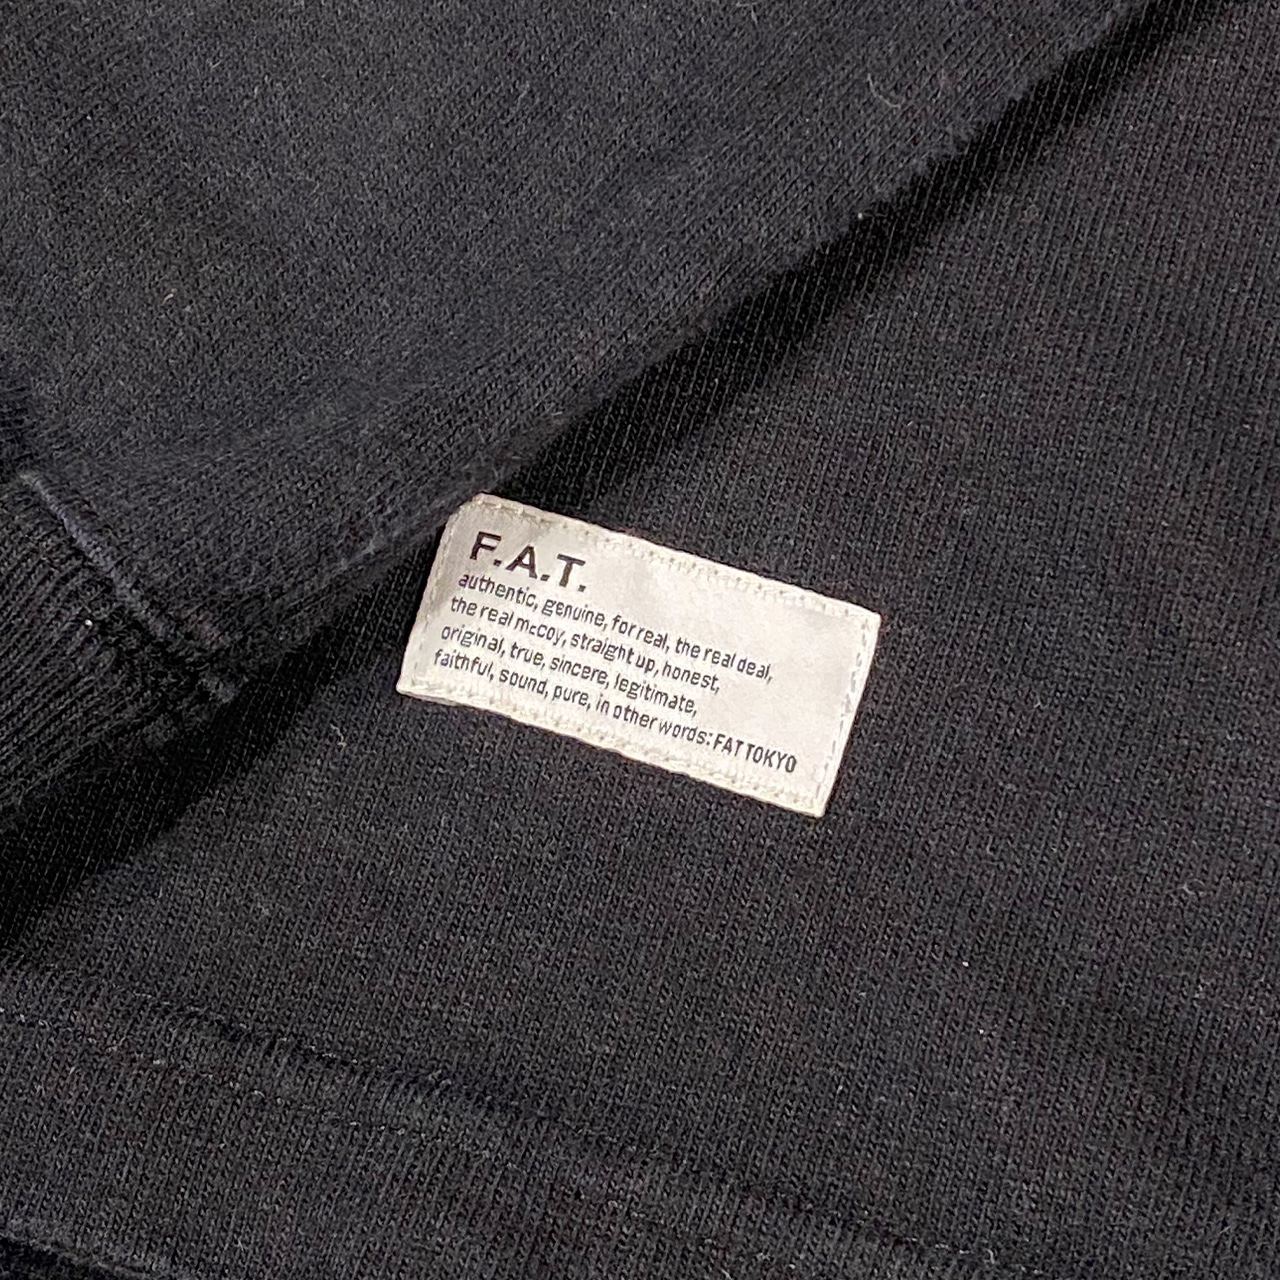 F.A.T.
authentic, genuine, for real, the real deal,
the real mccoy, straight up, honest,
original, true, sincere, legitimate,
faithful, sound, pure, in other words: FAT TOKYO